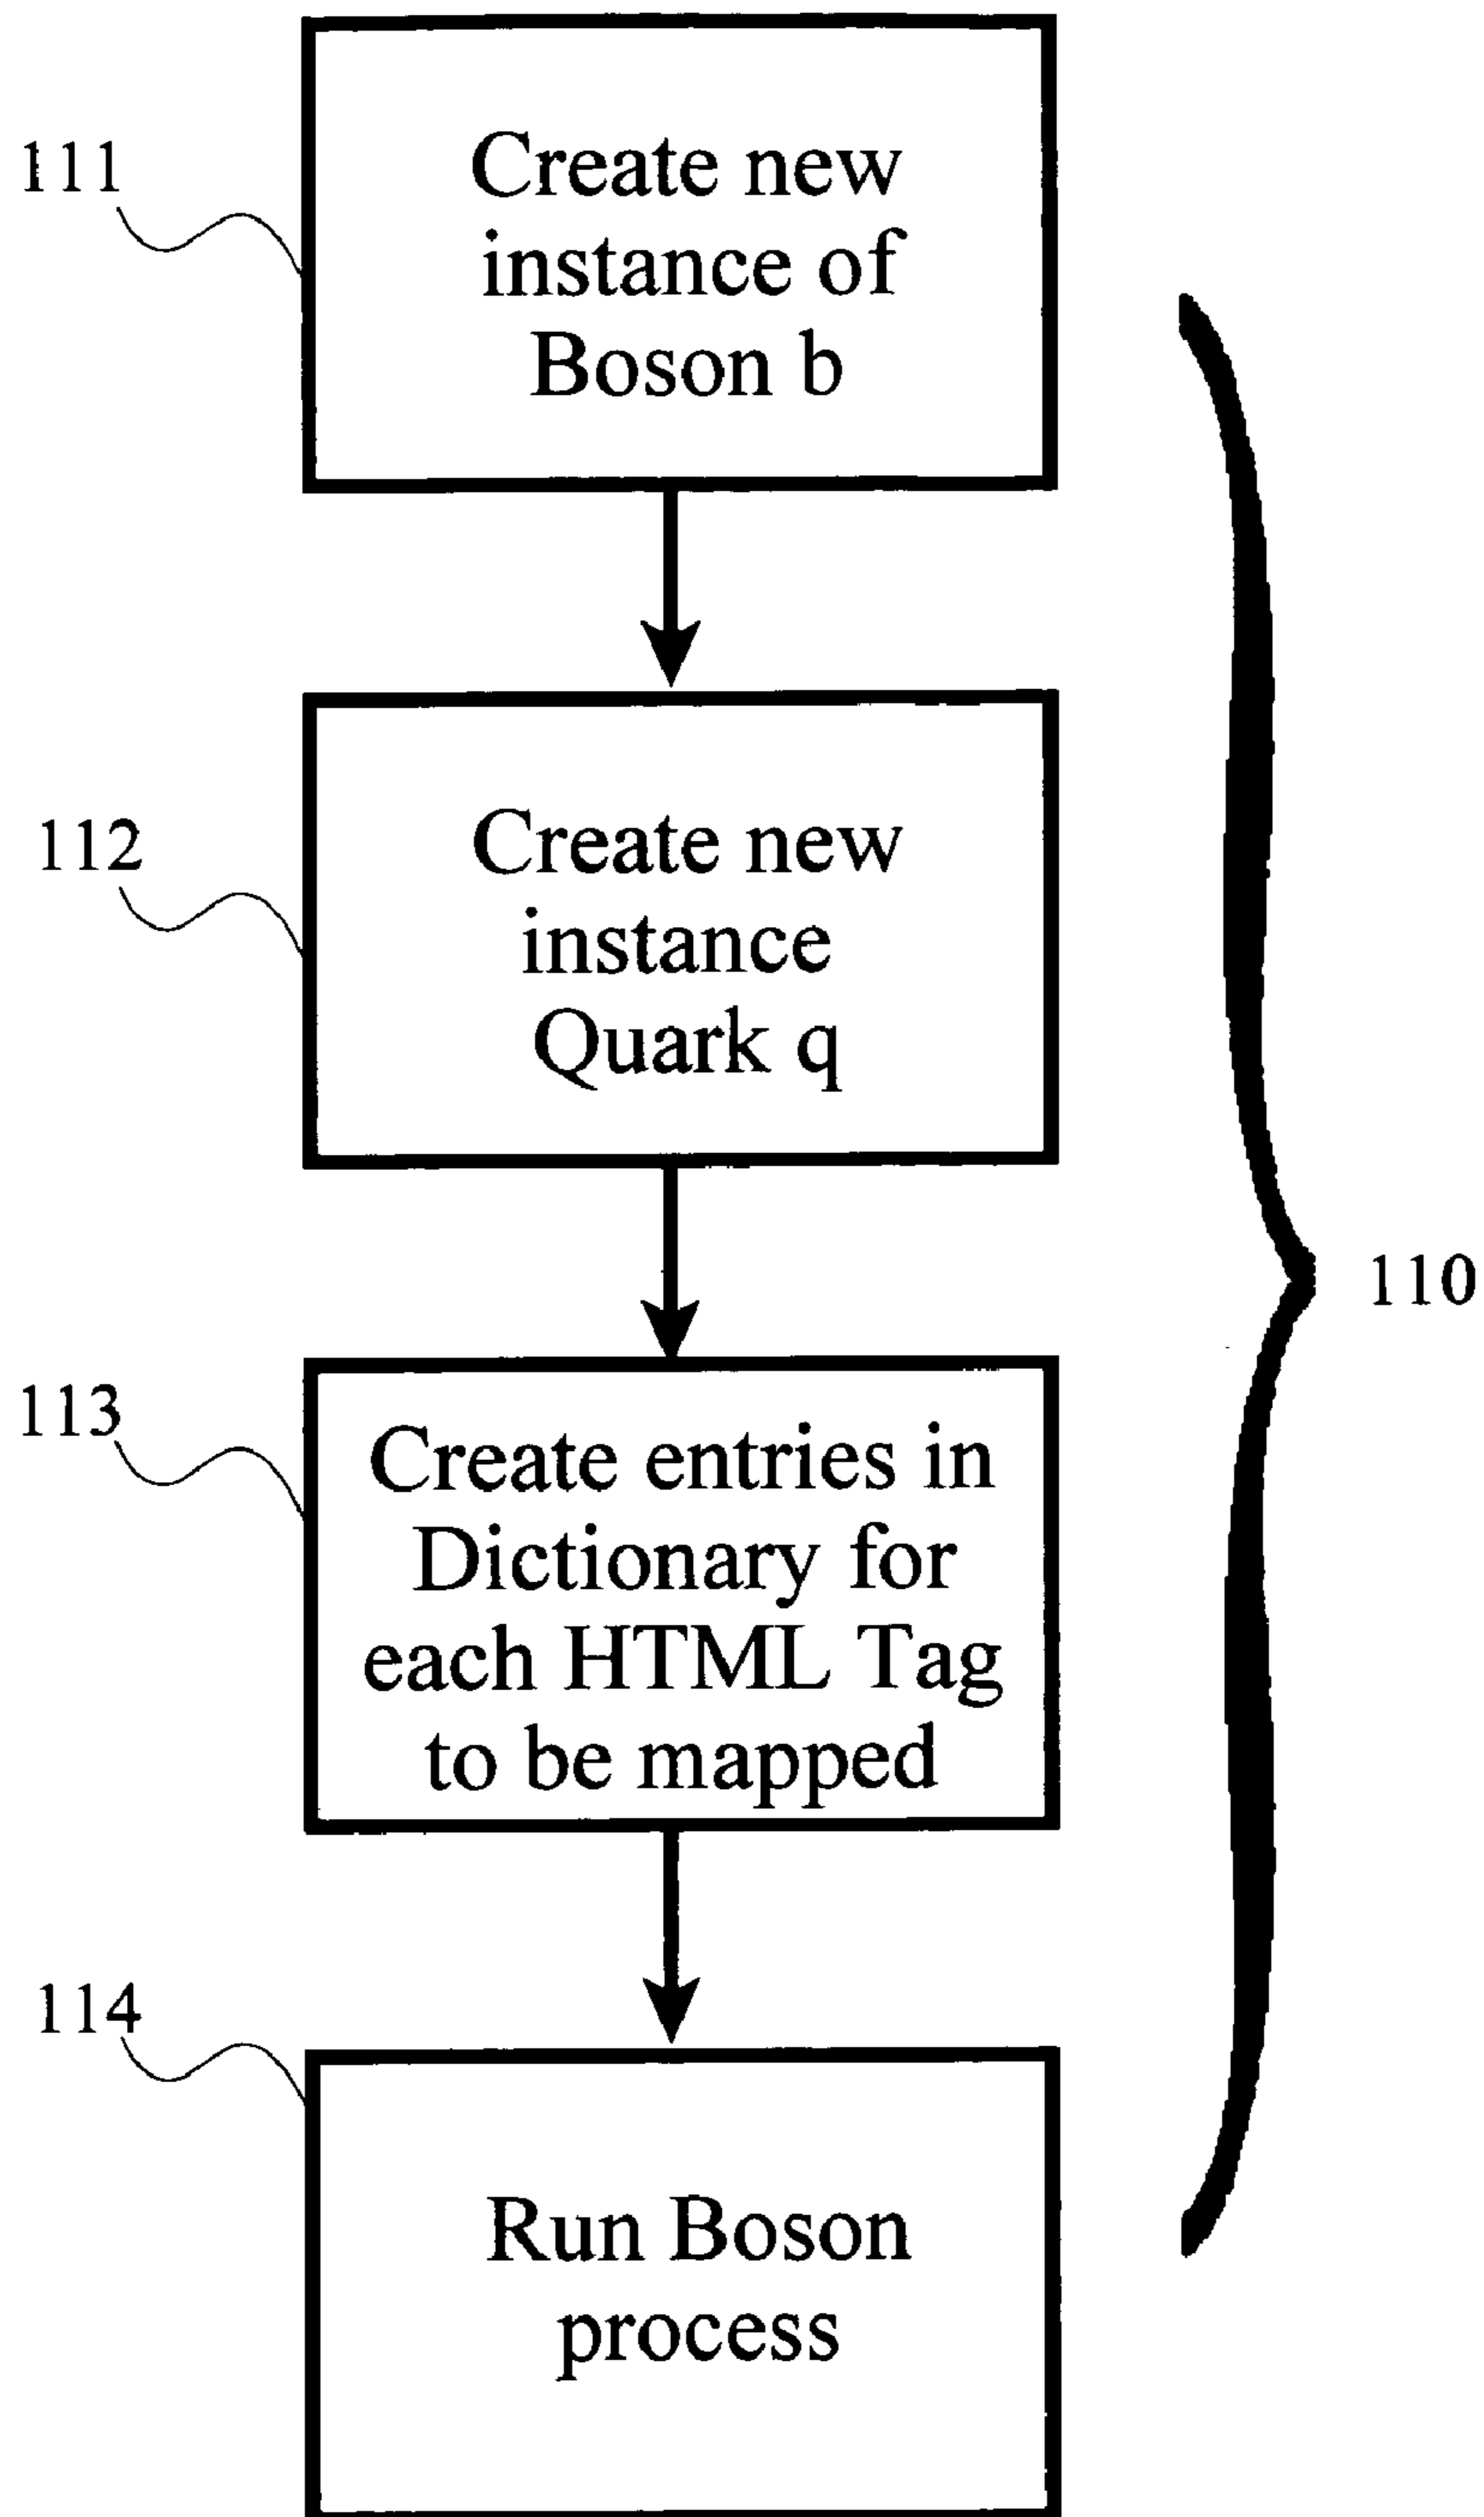 111
Create new
instance of
Boson b
112
Create new
instance
Quark q
110
113
Create entries in
Dictionary for
each HTML Tag
to be mapped
114
Run Boson
process